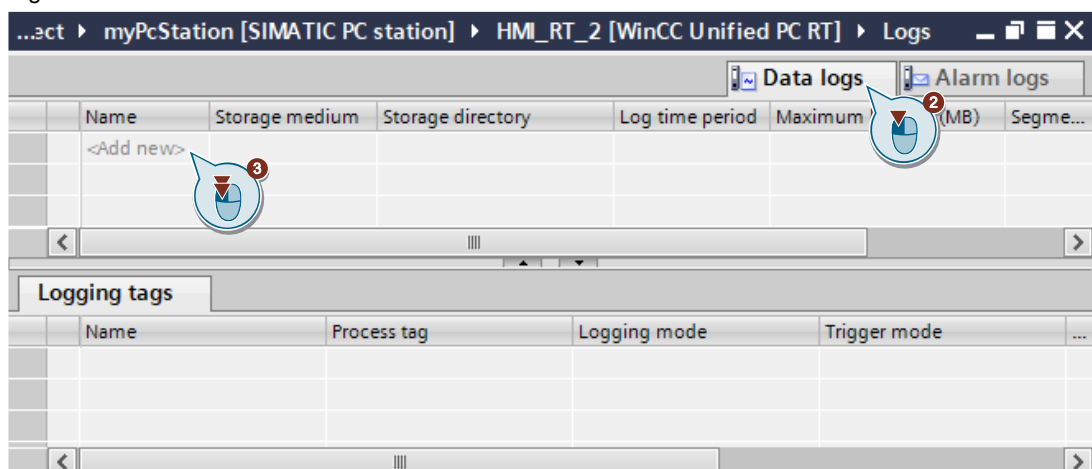 ...ect ▸ myPcStation [SIMATIC PC station] ▸ HMI_RT_2 [WinCC Unified PC RT] ▸ Logs
Data logs Alarm logs
Name Storage medium Storage directory Log time period Maximum (MB) Segme...
2
<Add new>
3
Logging tags
Name Process tag Logging mode Trigger mode ...